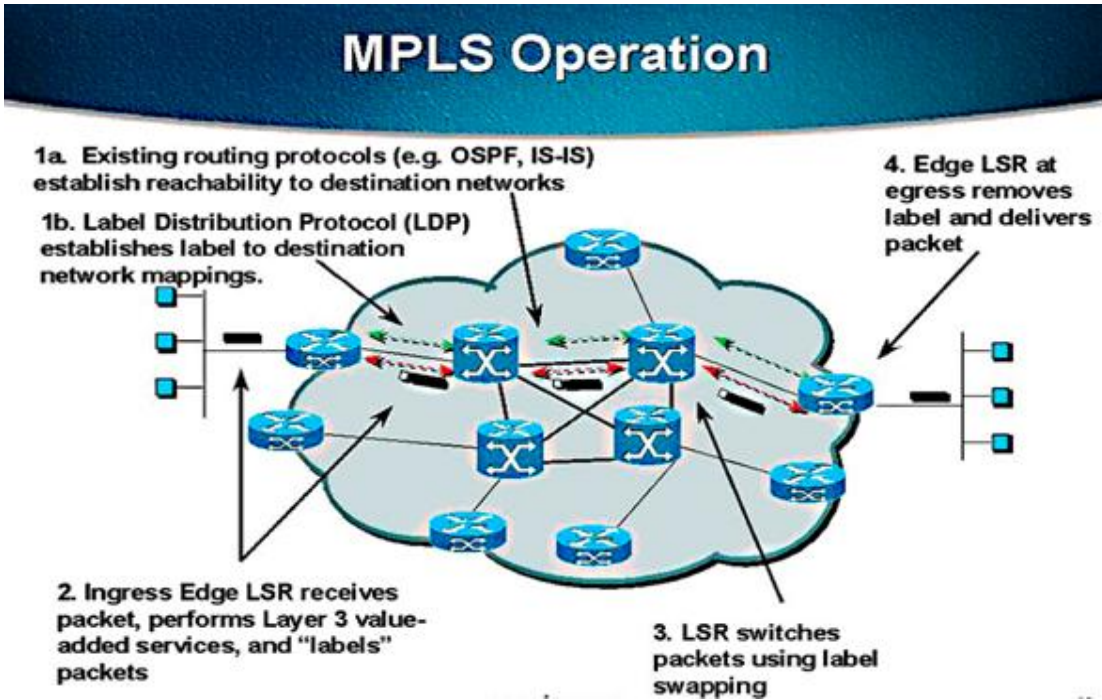 MPLS Operation
1a. Existing routing protocols (e.g. OSPF, IS-IS)
establish reachability to destination networks
1b. Label Distribution Protocol (LDP)
establishes label to destination
network mappings.
4. Edge LSR at
egress removes
label and delivers
packet
2. Ingress Edge LSR receives
packet, performs Layer 3 value-
added services, and “labels”
packets
3. LSR switches
packets using label
swapping